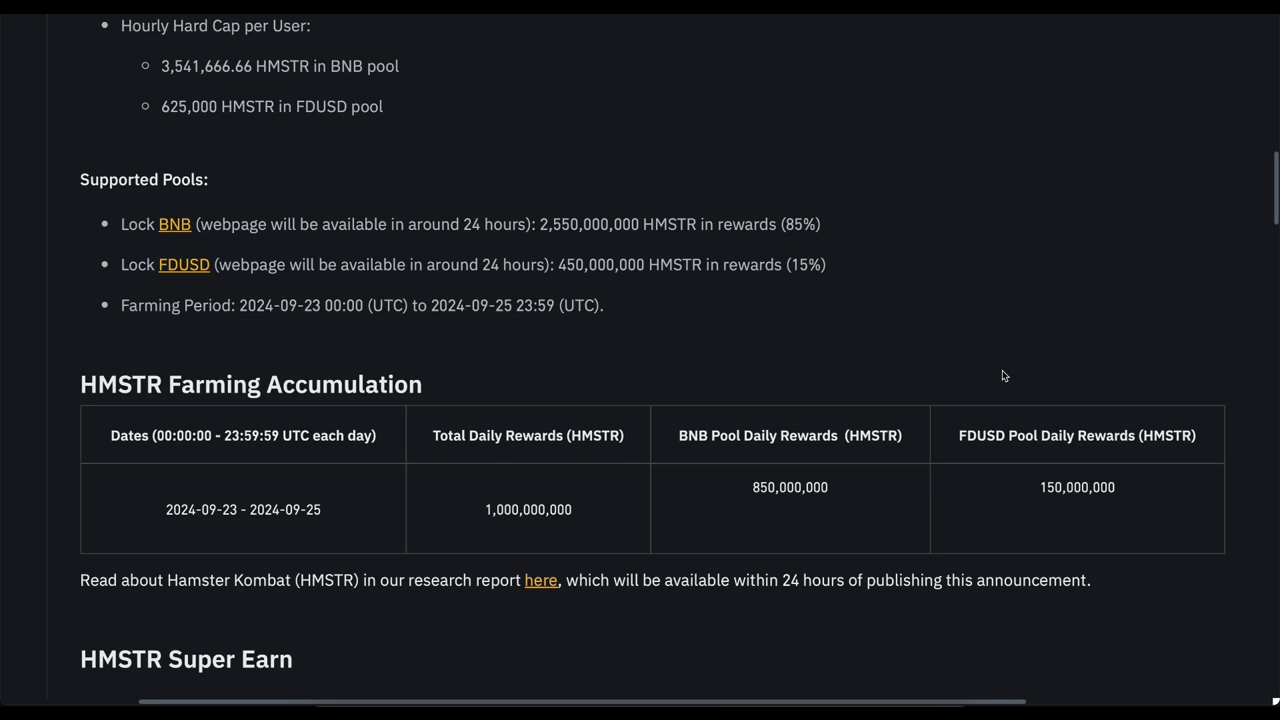 Hourly Hard Cap per User:
3,541,666.66 HMSTR in BNB pool
625,000 HMSTR in FDUSD pool
Supported Pools:
Lock BNB (webpage will be available in around 24 hours): 2,550,000,000 HMSTR in rewards (85%)
Lock FDUSD (webpage will be available in around 24 hours): 450,000,000 HMSTR in rewards (15%)
Farming Period: 2024-09-23 00:00 (UTC) to 2024-09-25 23:59 (UTC).
HMSTR Farming Accumulation
Dates (00:00:00 - 23:59:59 UTC each day) Total Daily Rewards (HMSTR) BNB Pool Daily Rewards (HMSTR) FDUSD Pool Daily Rewards (HMSTR)
2024-09-23 - 2024-09-25 1,000,000,000 850,000,000 150,000,000
Read about Hamster Kombat (HMSTR) in our research report here, which will be available within 24 hours of publishing this announcement.
HMSTR Super Earn